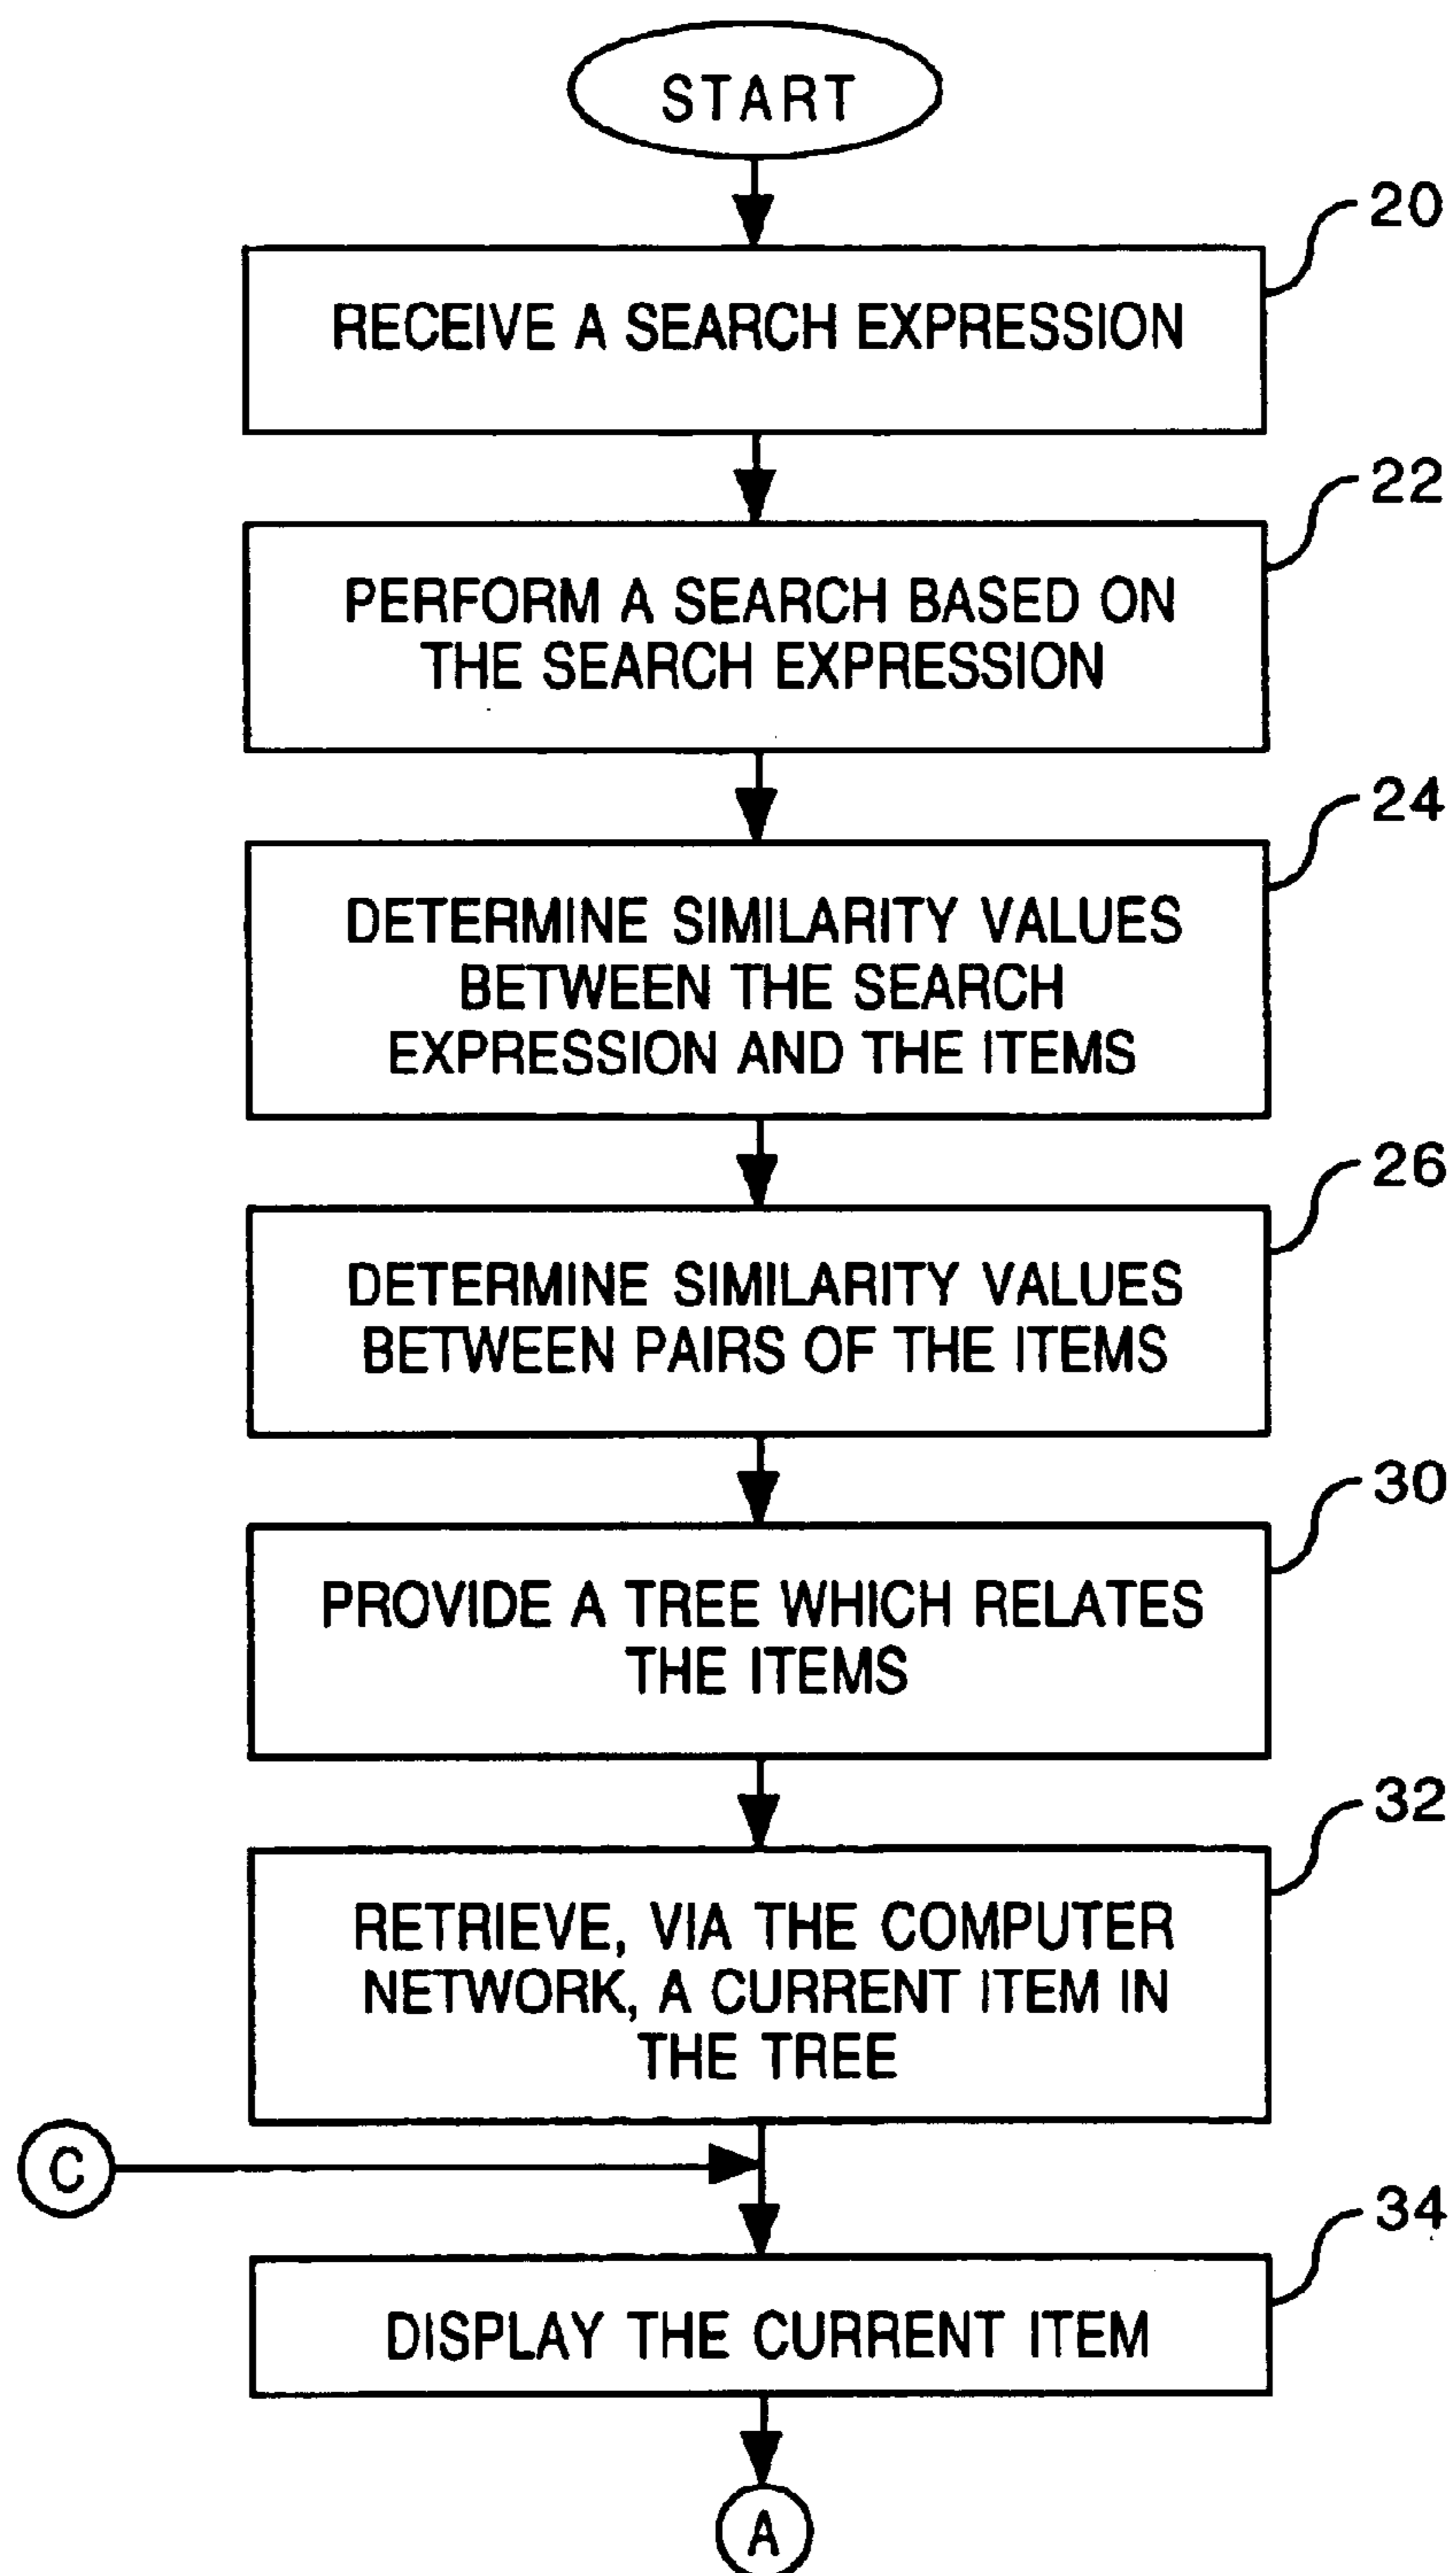 START
20
RECEIVE A SEARCH EXPRESSION
22
PERFORM A SEARCH BASED ON
THE SEARCH EXPRESSION
24
DETERMINE SIMILARITY VALUES
BETWEEN THE SEARCH
EXPRESSION AND THE ITEMS
26
DETERMINE SIMILARITY VALUES
BETWEEN PAIRS OF THE ITEMS
30
PROVIDE A TREE WHICH RELATES
THE ITEMS
32
RETRIEVE, VIA THE COMPUTER
NETWORK, A CURRENT ITEM IN
THE TREE
C
34
DISPLAY THE CURRENT ITEM
A